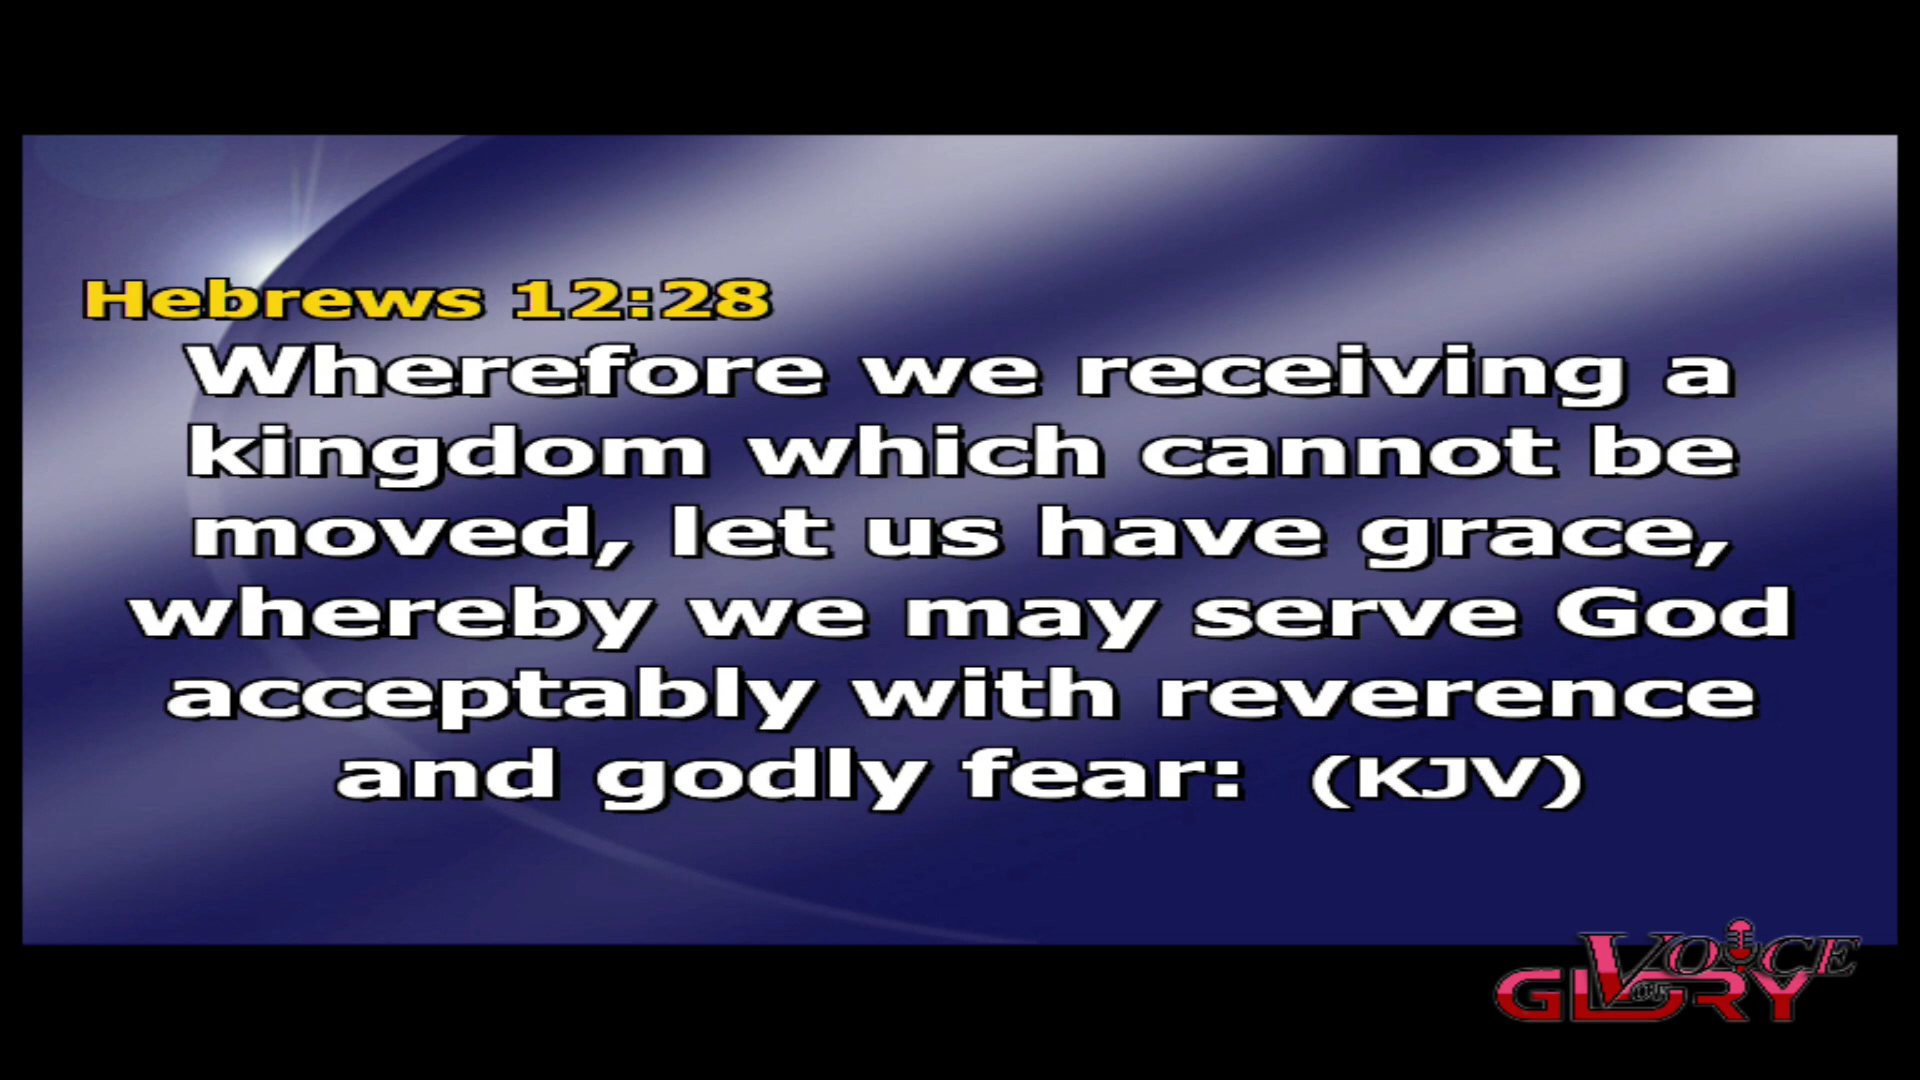 Hebrews 12:28
Wherefore we receiving a
kingdom which cannot be
moved, let us have grace,
whereby we may serve God
acceptably with reverence
and godly fear: (KJV)
VOICE
OF
GLORY